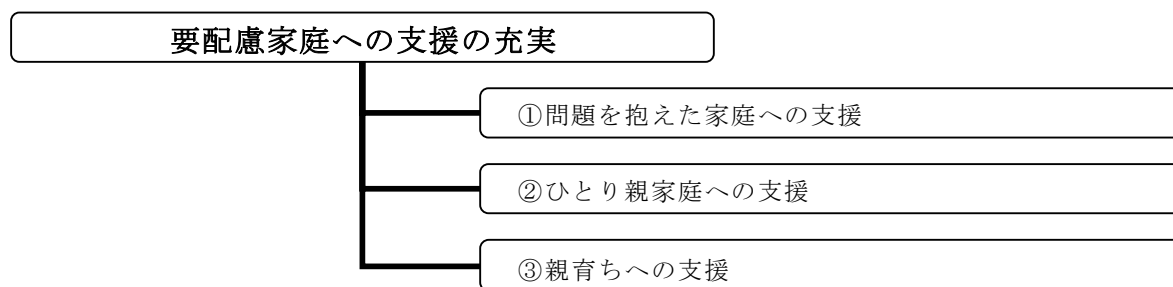 要配慮家庭への支援の充実
①問題を抱えた家庭への支援
②ひとり親家庭への支援
③親育ちへの支援